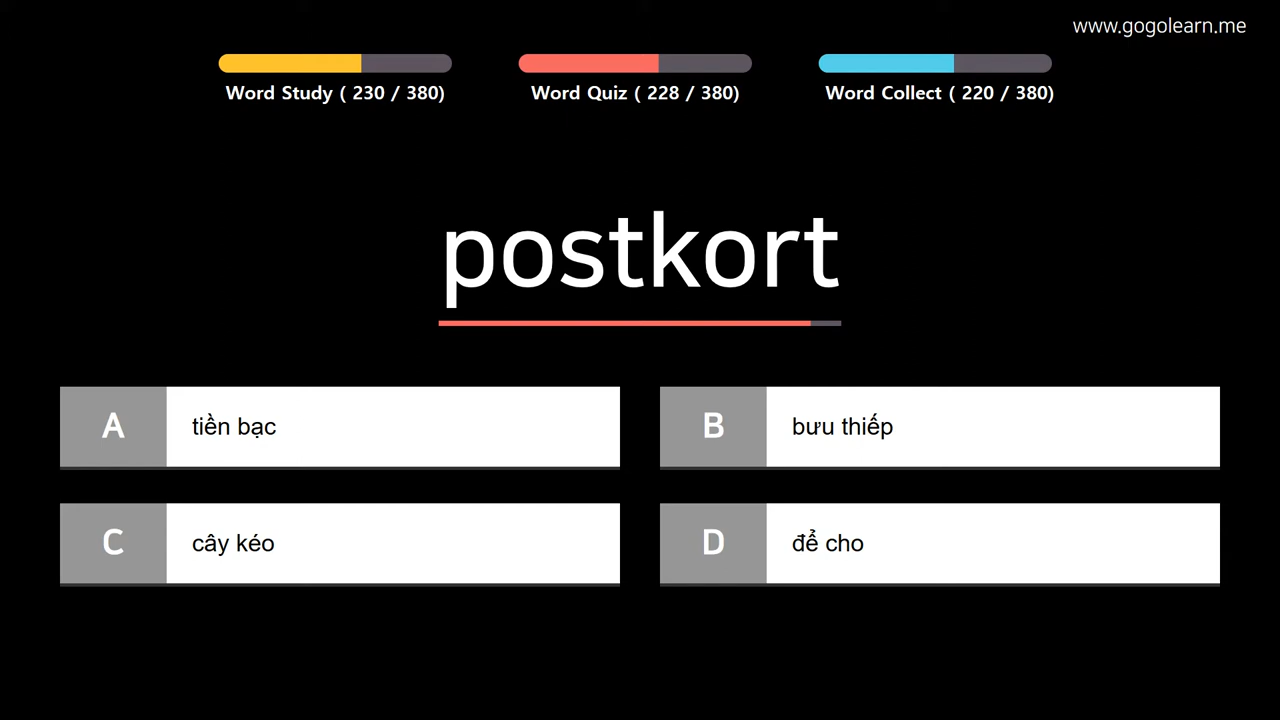 www.gogolearn.me
Word Study ( 230 / 380)
Word Quiz ( 228 / 380)
Word Collect ( 220 / 380)
postkort
A
tiền bạc
B
bưu thiếp
C
cây kéo
D
để cho